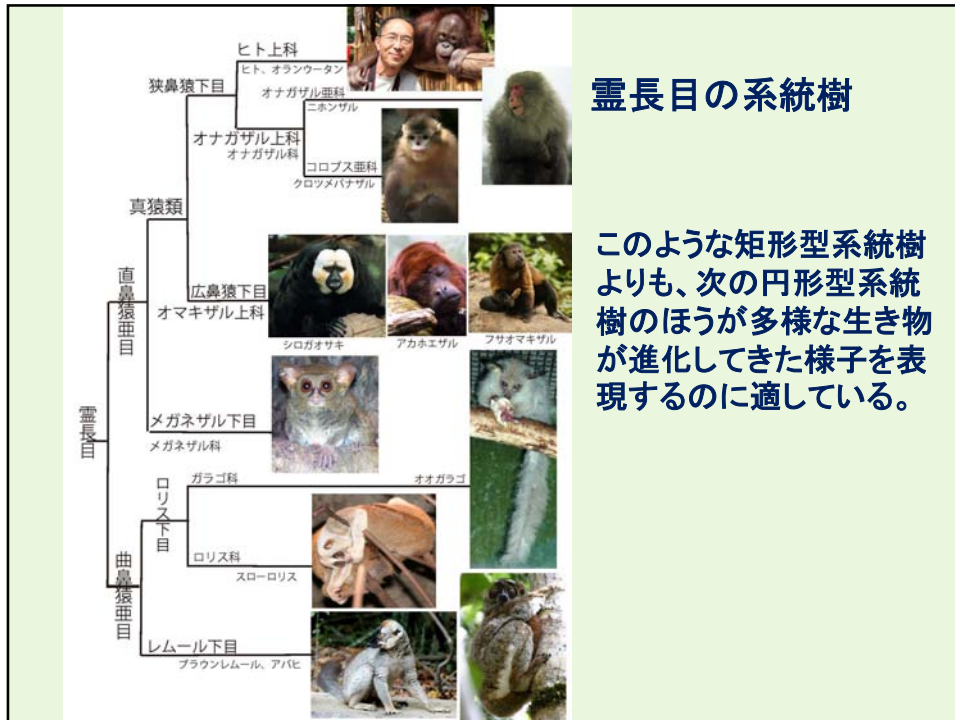 霊長目の系統樹
このような矩形型系統樹
よりも、次の円形型系統
樹のほうが多様な生き物
が進化してきた様子を表
現するのに適している。
ヒト上科
ヒト、オランウータン
狭鼻猿下目
オナガザル亜科
ニホンザル
オナガザル上科
オナガザル科
コロブス亜科
クロツメバナザル
真猿類
直鼻猿亜目
広鼻猿下目
オマキザル上科
シロガオサキ
アカホエザル
フサオマキザル
霊長目
メガネザル下目
メガネザル科
ロリス下目
ガラゴ科
オオガラゴ
ロリス科
スローロリス
曲鼻猿亜目
レムール下目
ブラウンレムール、アバヒ